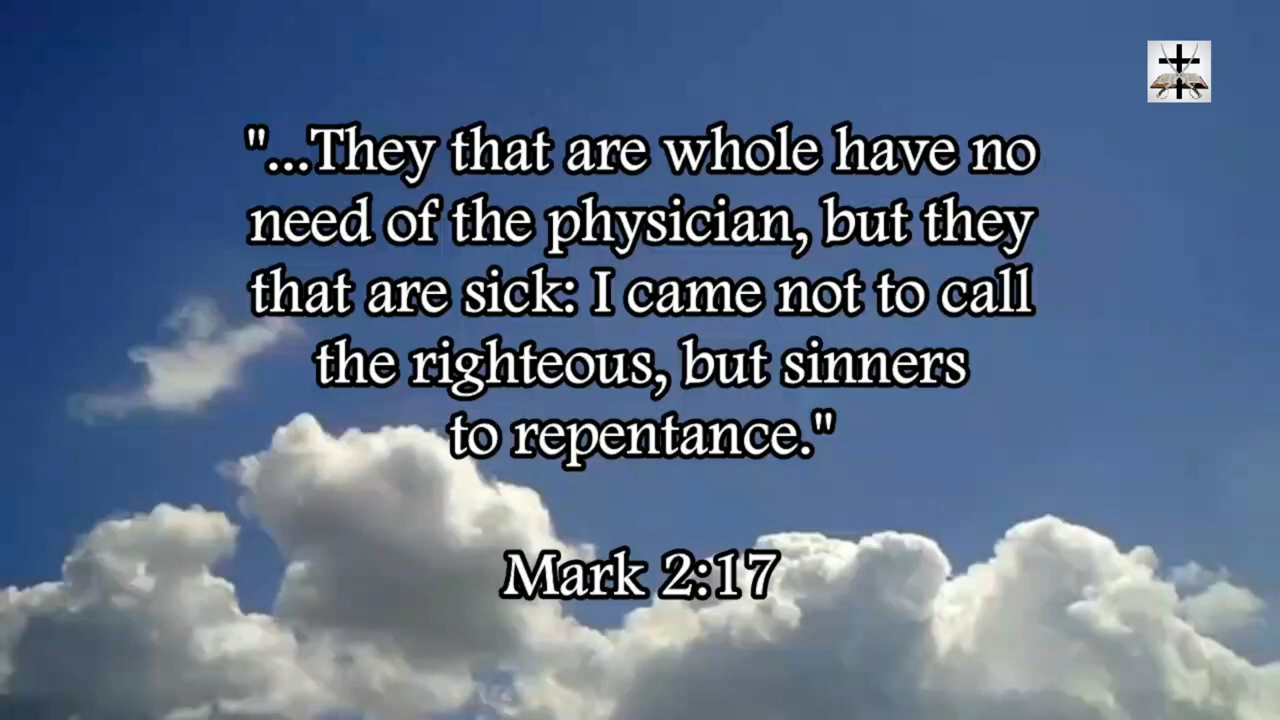 "...They that are whole have no
need of the physician, but they
that are sick: I came not to call
the righteous, but sinners
to repentance."
Mark 2:17